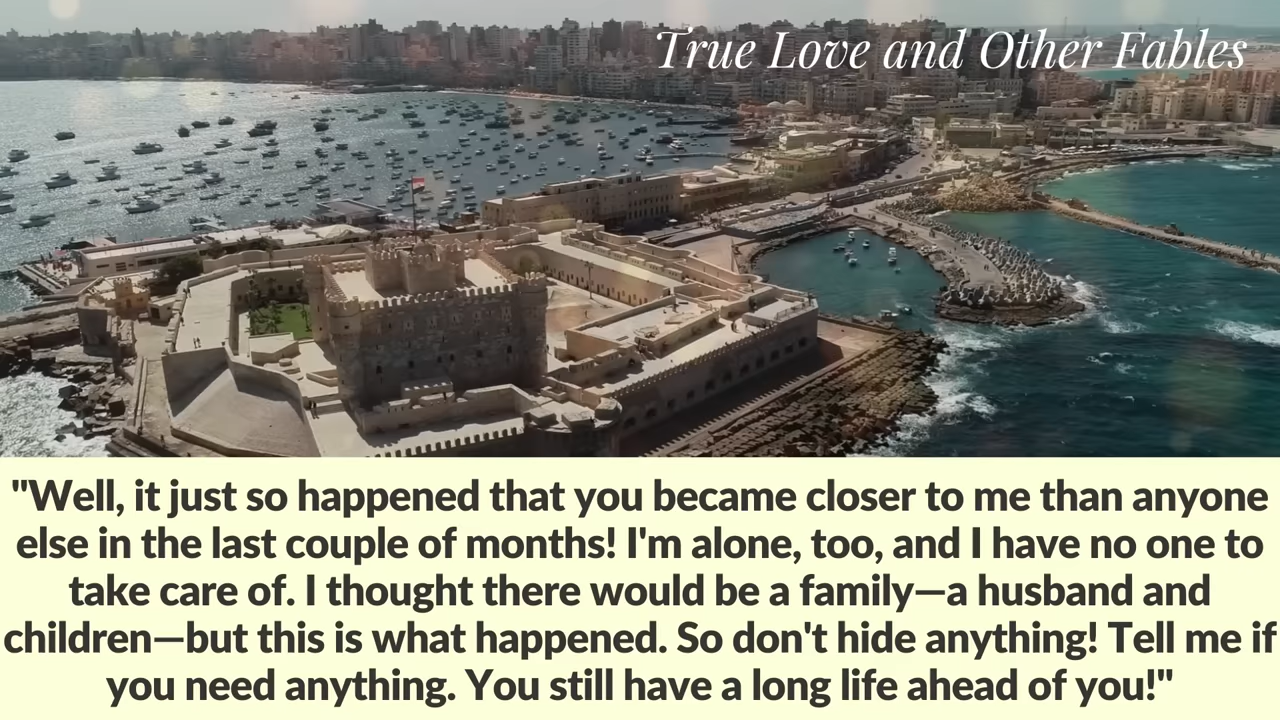 True Love and Other Fables
"Well, it just so happened that you became closer to me than anyone
else in the last couple of months! I'm alone, too, and I have no one to
take care of. I thought there would be a family—a husband and
children—but this is what happened. So don't hide anything! Tell me if
you need anything. You still have a long life ahead of you!"